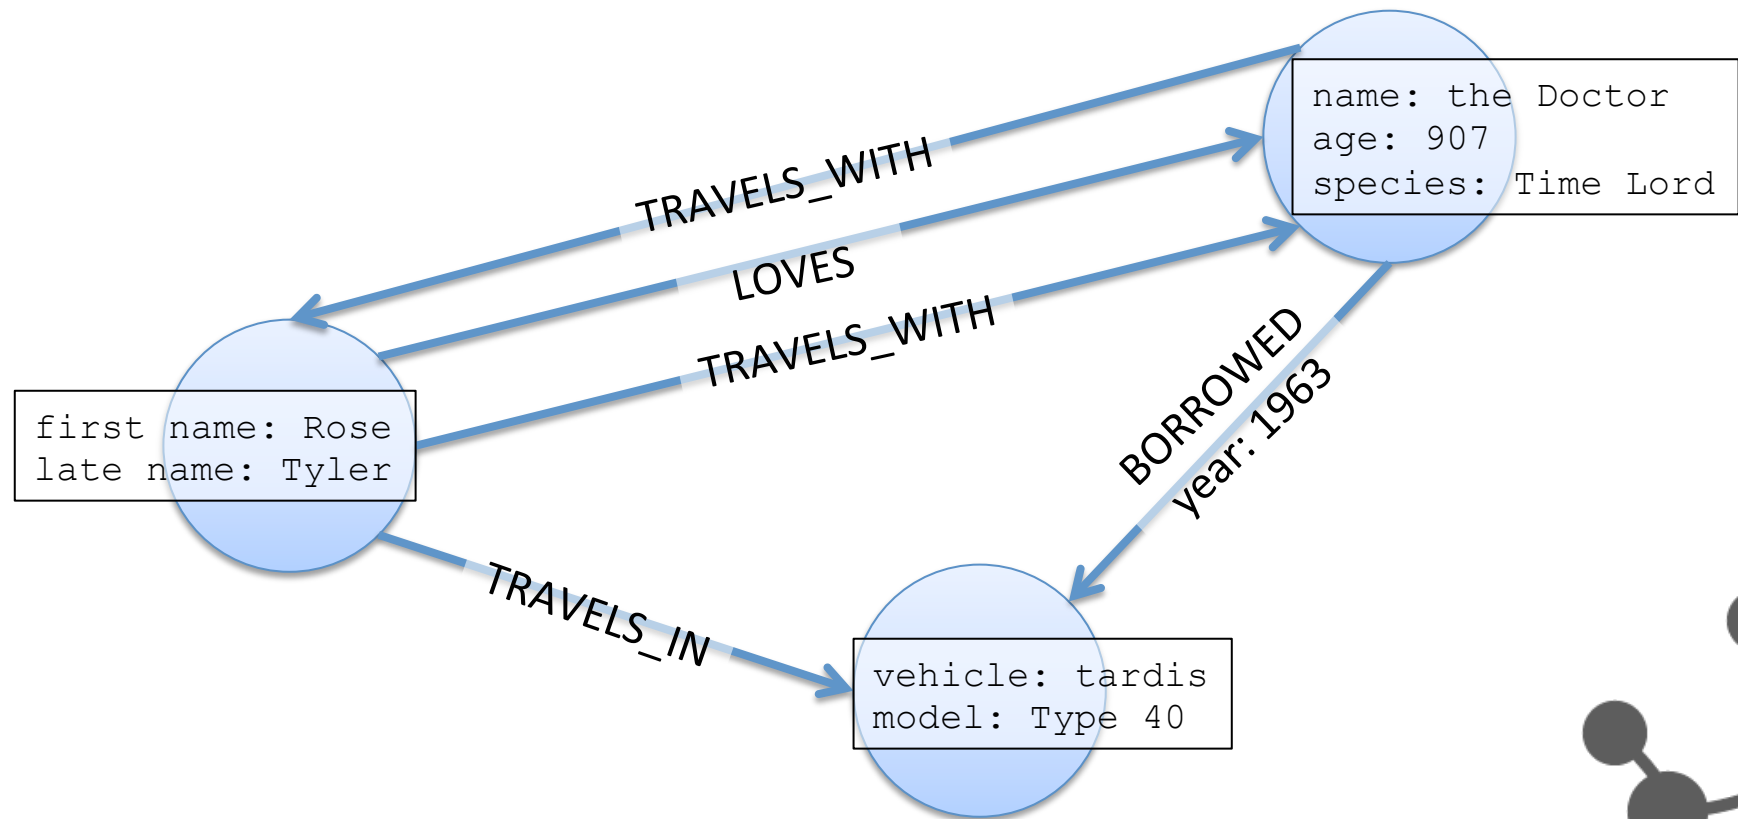 name: the Doctor
age: 907
species: Time Lord
TRAVELS_WITH
LOVES
TRAVELS_WITH
BORROWED
year: 1963
first name: Rose
late name: Tyler
TRAVELS_IN
vehicle: tardis
model: Type 40